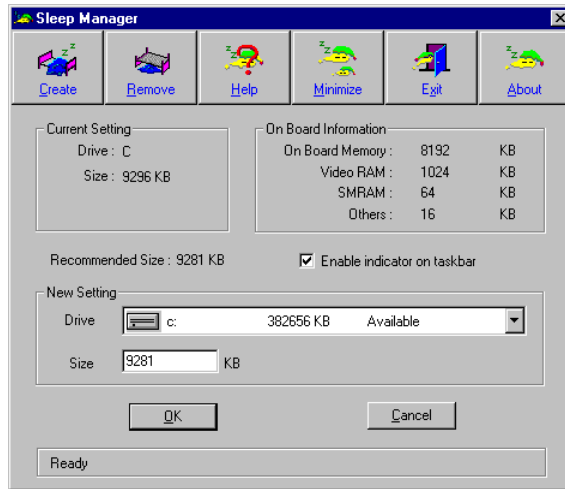 Sleep Manager
Create Remove Help Minimize Exit About
Current Setting
Drive : C
Size : 9296 KB
On Board Information
On Board Memory : 8192 KB
Video RAM : 1024 KB
SMRAM : 64 KB
Others : 16 KB
Recommended Size : 9281 KB
Enable indicator on taskbar
New Setting
Drive c: 382656 KB Available
Size 9281 KB
OK Cancel
Ready